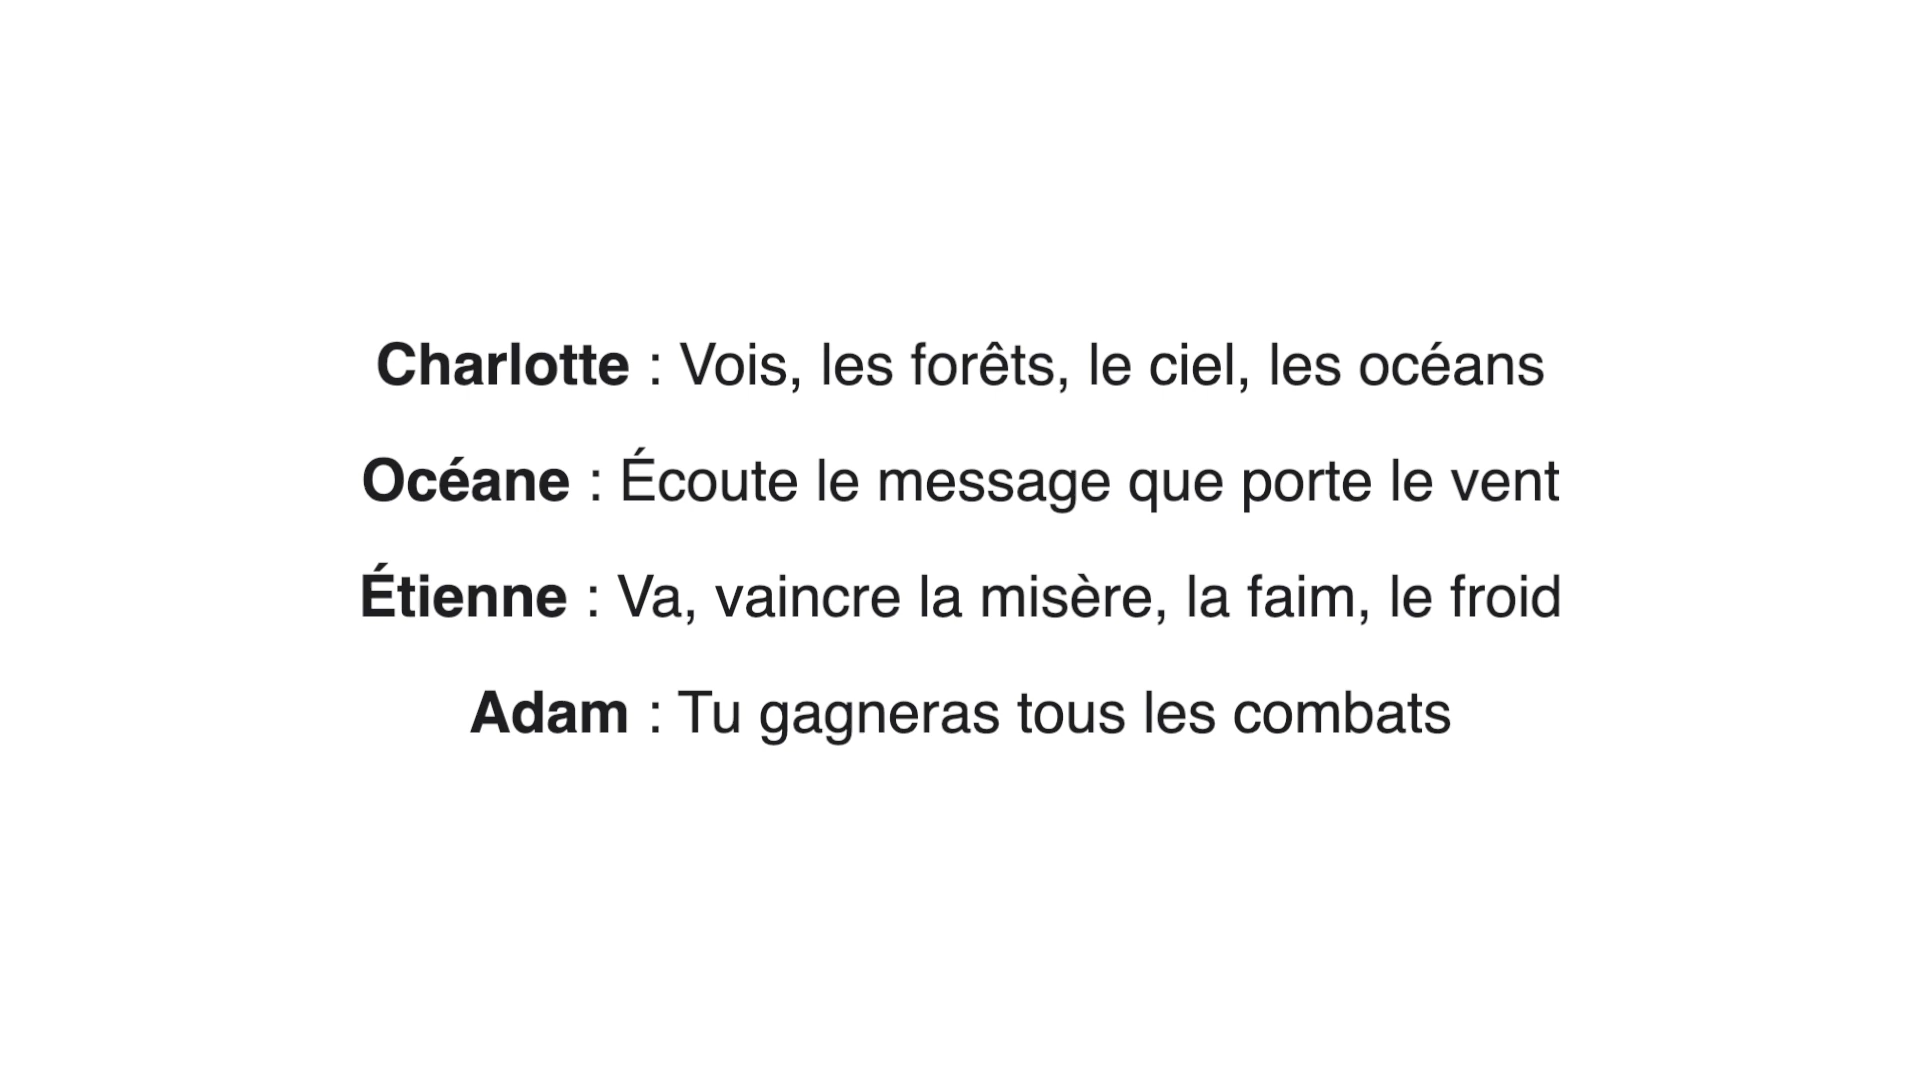 Charlotte : Vois, les forêts, le ciel, les océans
Océane : Écoute le message que porte le vent
Étienne : Va, vaincre la misère, la faim, le froid
Adam : Tu gagneras tous les combats